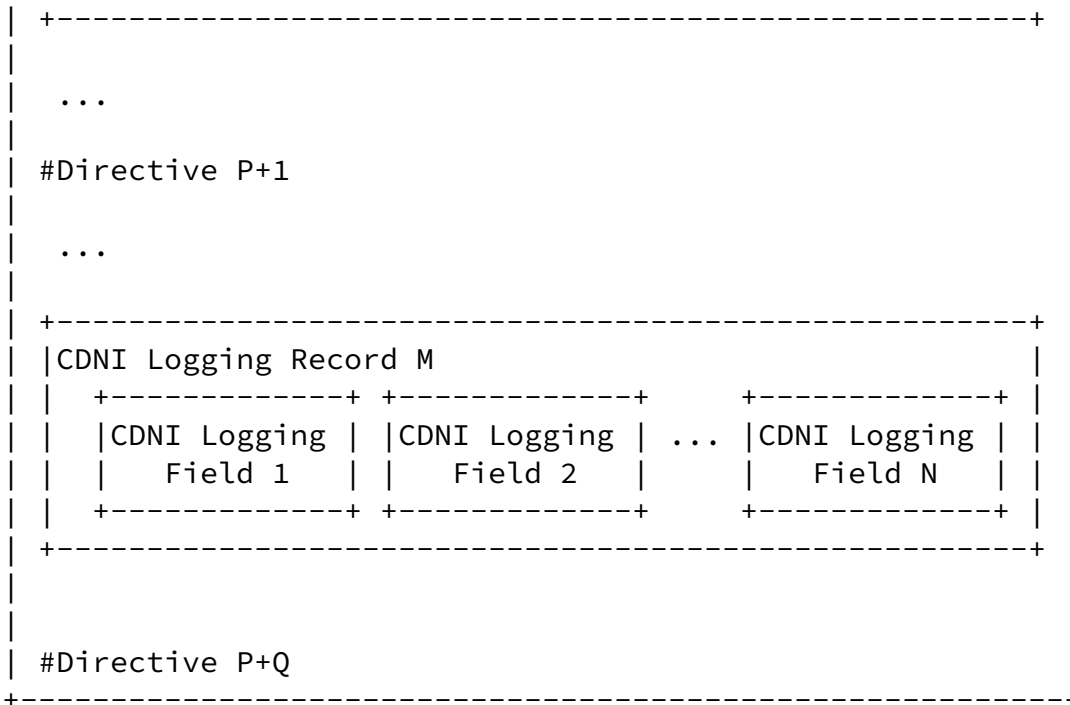 | +------------------------------------------------------+
|
|  ...
|
| #Directive P+1
|
|  ...
|
| +------------------------------------------------------+
| |CDNI Logging Record M                                 |
| |  +-------------+ +-------------+     +-------------+ |
| |  |CDNI Logging | |CDNI Logging | ... |CDNI Logging | |
| |  |   Field 1   | |   Field 2   |     |   Field N   | |
| |  +-------------+ +-------------+     +-------------+ |
| +------------------------------------------------------+
|
|
| #Directive P+Q
+----------------------------------------------------------